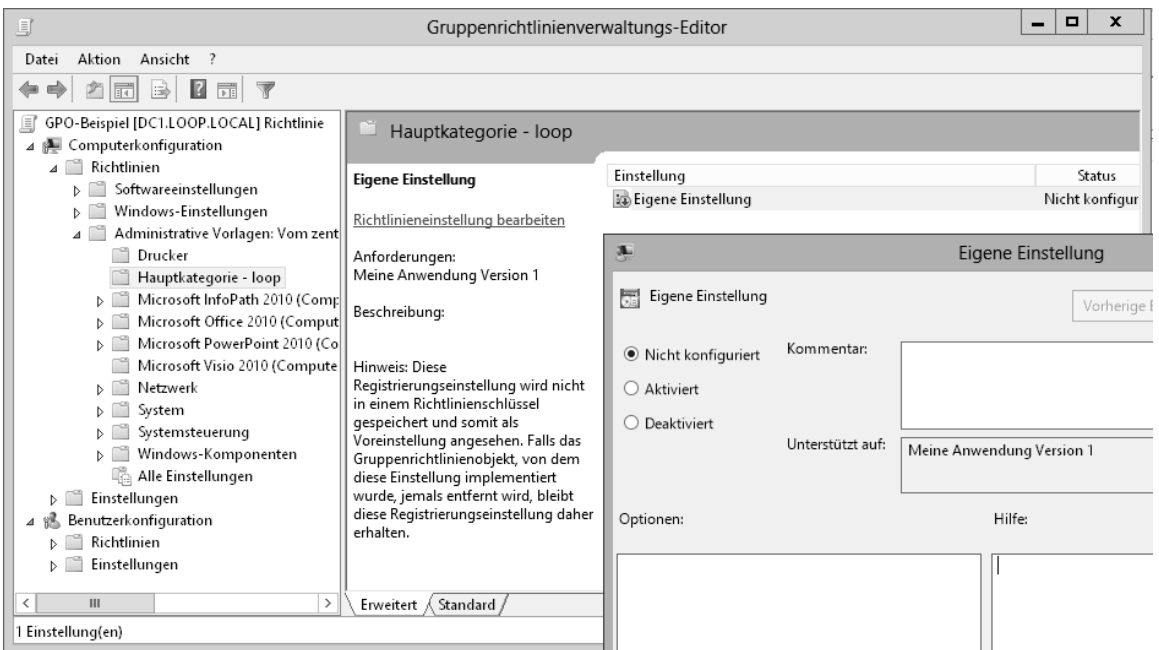 Gruppenrichtlinienverwaltungs-Editor
Datei Aktion Ansicht ?
GPO-Beispiel [DC1.LOOP.LOCAL] Richtlinie
Computerkonfiguration
Richtlinien
Softwareeinstellungen
Windows-Einstellungen
Administrative Vorlagen: Vom zent
Drucker
Hauptkategorie - loop
Microsoft InfoPath 2010 (Comp
Microsoft Office 2010 (Comput
Microsoft PowerPoint 2010 (Co
Microsoft Visio 2010 (Compute
Netzwerk
System
Systemsteuerung
Windows-Komponenten
Alle Einstellungen
Einstellungen
Benutzerkonfiguration
Richtlinien
Einstellungen
Hauptkategorie - loop
Eigene Einstellung
Richtlinieneinstellung bearbeiten
Anforderungen:
Meine Anwendung Version 1
Beschreibung:
Hinweis: Diese
Registrierungseinstellung wird nicht
in einem Richtlinienschlüssel
gespeichert und somit als
Voreinstellung angesehen. Falls das
Gruppenrichtlinienobjekt, von dem
diese Einstellung implementiert
wurde, jemals entfernt wird, bleibt
diese Registrierungseinstellung daher
erhalten.
Einstellung Status
Eigene Einstellung Nicht konfigur
Erweitert Standard
1 Einstellung(en)
Eigene Einstellung
Eigene Einstellung
Vorherige E
Nicht konfiguriert
Aktiviert
Deaktiviert
Kommentar:
Unterstützt auf: Meine Anwendung Version 1
Optionen: Hilfe: